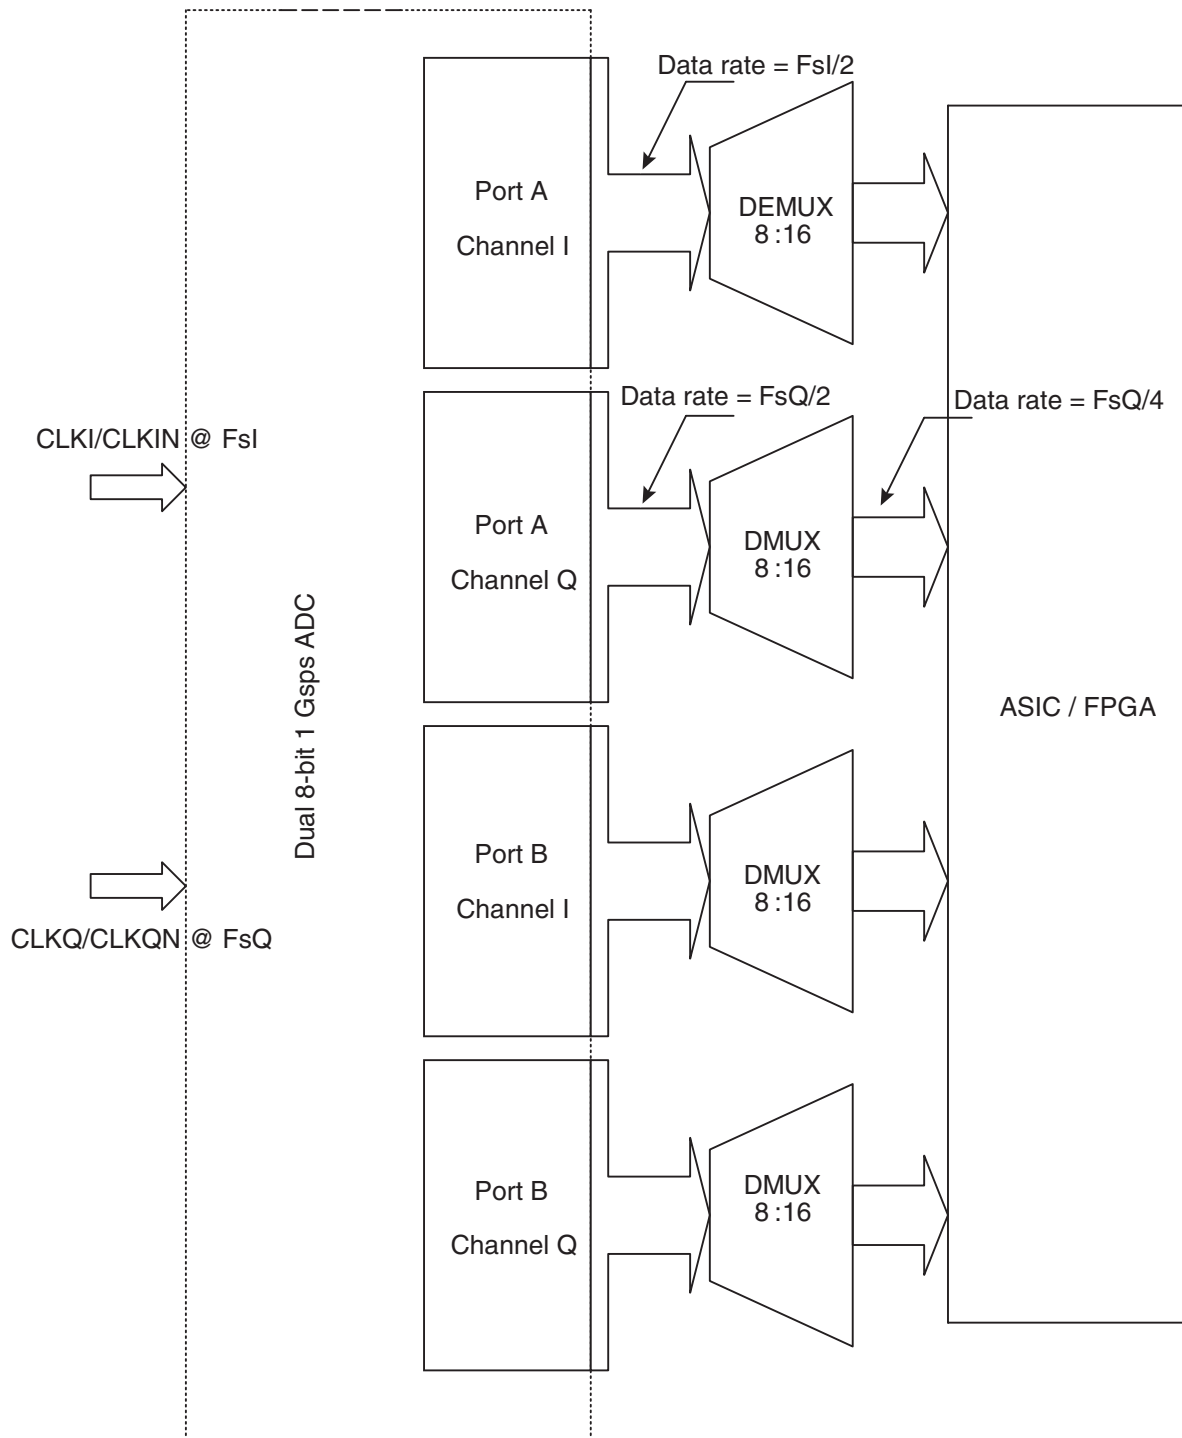 Data rate = FsI/2
Port A
Channel I
DEMUX
8 :16
Data rate = FsQ/2
Data rate = FsQ/4
CLKI/CLKIN @ FsI
Port A
Channel Q
DMUX
8 :16
Dual 8-bit 1 Gsps ADC
ASIC / FPGA
Port B
Channel I
DMUX
8 :16
CLKQ/CLKQN @ FsQ
Port B
Channel Q
DMUX
8 :16